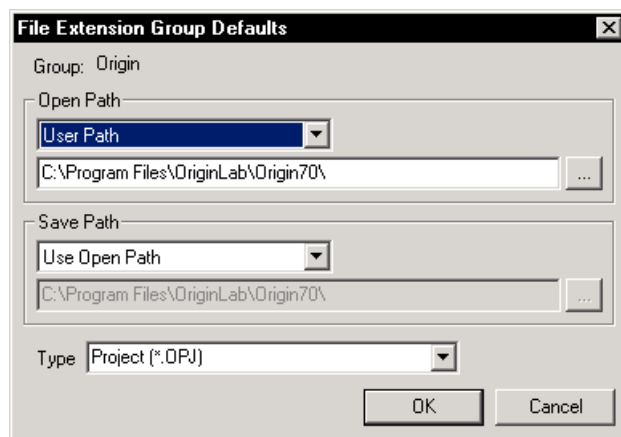 File Extension Group Defaults
Group: Origin
Open Path
User Path
C:\Program Files\OriginLab\Origin70\
...
Save Path
Use Open Path
C:\Program Files\OriginLab\Origin70\
...
Type Project (*.OPJ)
OK Cancel